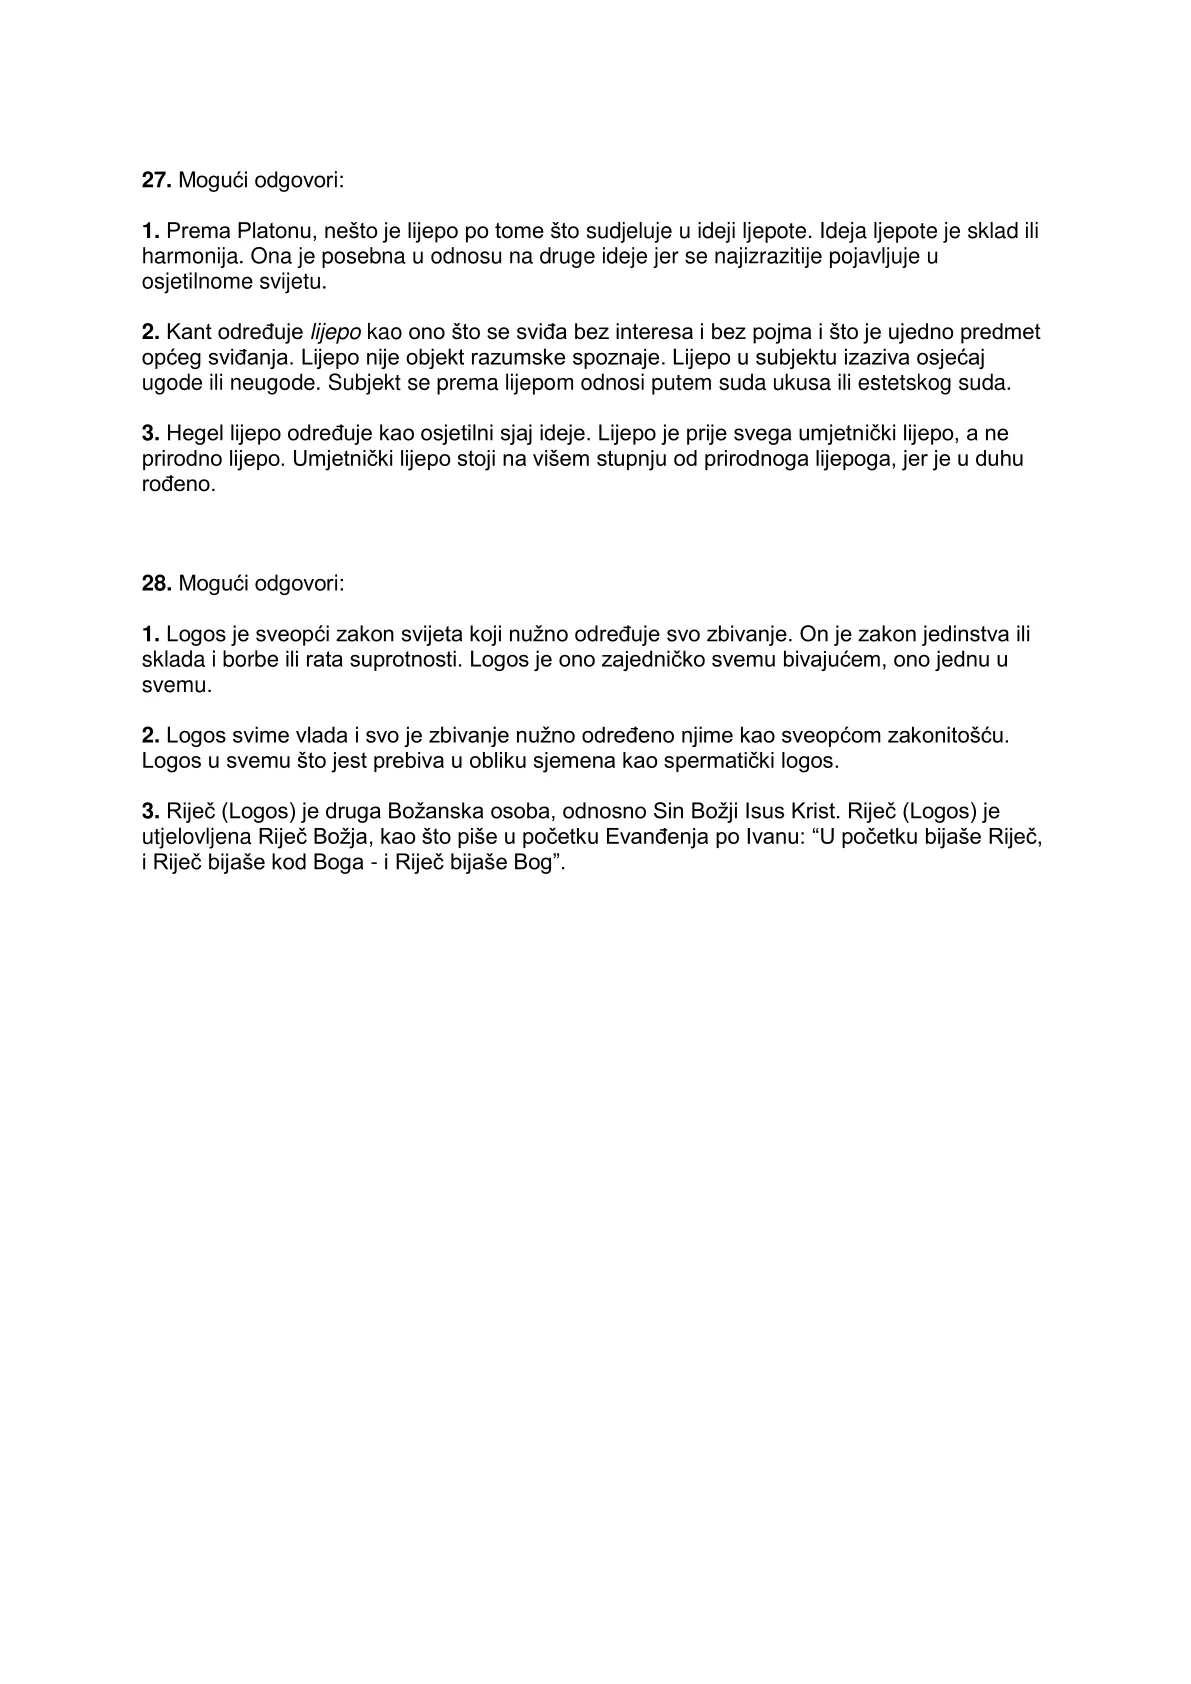 27. Mogući odgovori:
1. Prema Platonu, nešto je lijepo po tome što sudjeluje u ideji ljepote. Ideja ljepote je sklad ili
harmonija. Ona je posebna u odnosu na druge ideje jer se najizrazitije pojavljuje u
osjetilnome svijetu.
2. Kant određuje lijepo kao ono što se sviđa bez interesa i bez pojma i što je ujedno predmet
općeg sviđanja. Lijepo nije objekt razumske spoznaje. Lijepo u subjektu izaziva osjećaj
ugode ili neugode. Subjekt se prema lijepom odnosi putem suda ukusa ili estetskog suda.
3. Hegel lijepo određuje kao osjetilni sjaj ideje. Lijepo je prije svega umjetnički lijepo, a ne
prirodno lijepo. Umjetnički lijepo stoji na višem stupnju od prirodnoga lijepoga, jer je u duhu
rođeno.
28. Mogući odgovori:
1. Logos je sveopći zakon svijeta koji nužno određuje svo zbivanje. On je zakon jedinstva ili
sklada i borbe ili rata suprotnosti. Logos je ono zajedničko svemu bivajućem, ono jednu u
svemu.
2. Logos svime vlada i svo je zbivanje nužno određeno njime kao sveopćom zakonitošću.
Logos u svemu što jest prebiva u obliku sjemena kao spermatički logos.
3. Riječ (Logos) je druga Božanska osoba, odnosno Sin Božji Isus Krist. Riječ (Logos) je
utjelovljena Riječ Božja, kao što piše u početku Evanđenja po Ivanu: “U početku bijaše Riječ,
i Riječ bijaše kod Boga - i Riječ bijaše Bog”.